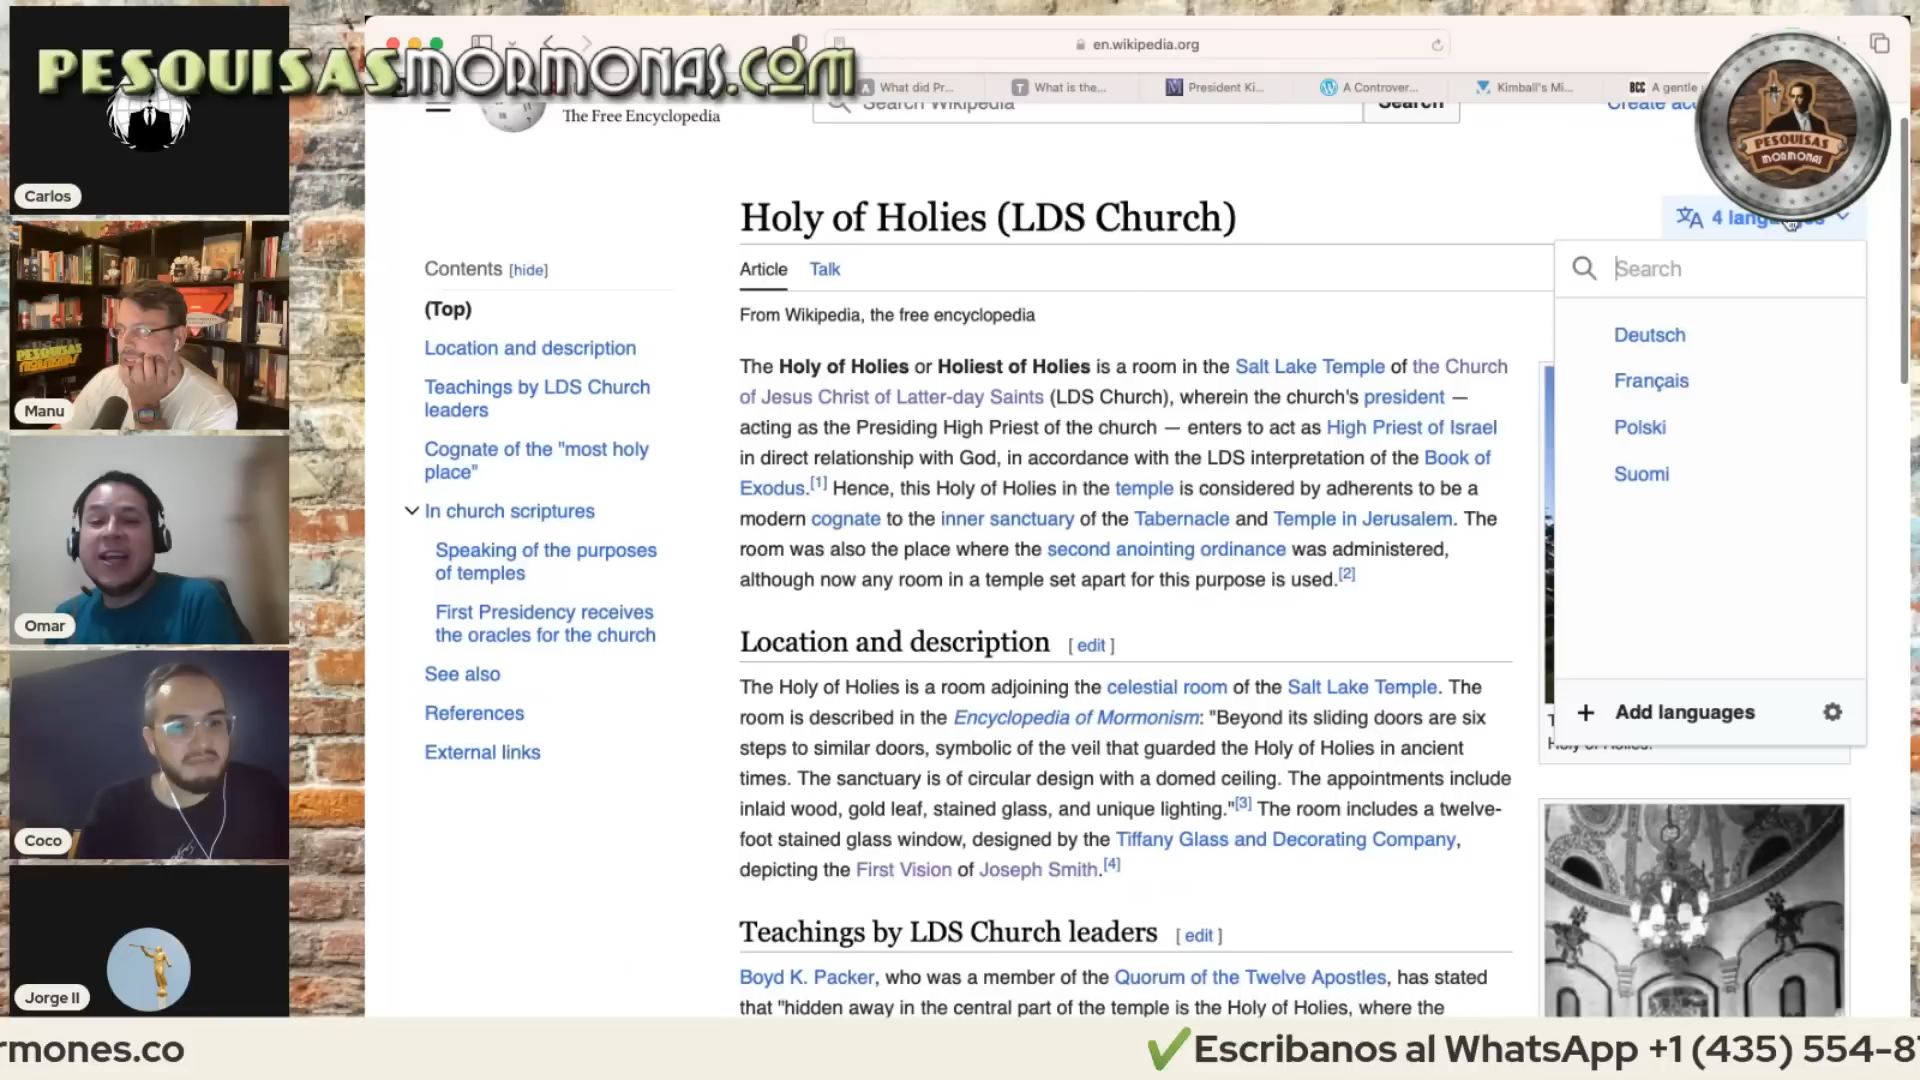 PESQUISASMORMONAS.COM
en.wikipedia.org
What did Pr...
What is the...
President Ki...
A Controver...
Kimball's Mi...
BCC A gentle
PESQUISAS
MORMONAS
The Free Encyclopedia
Search Wikipedia
Search
Create acc
Carlos
PESQUISAS
Manu
Omar
Coco
Jorge II
Contents [hide]
(Top)
Location and description
Teachings by LDS Church
leaders
Cognate of the "most holy
place"
In church scriptures
Speaking of the purposes
of temples
First Presidency receives
the oracles for the church
See also
References
External links
Holy of Holies (LDS Church)
4 languages
Article Talk
From Wikipedia, the free encyclopedia
The Holy of Holies or Holiest of Holies is a room in the Salt Lake Temple of the Church
of Jesus Christ of Latter-day Saints (LDS Church), wherein the church's president —
acting as the Presiding High Priest of the church — enters to act as High Priest of Israel
in direct relationship with God, in accordance with the LDS interpretation of the Book of
Exodus.[1] Hence, this Holy of Holies in the temple is considered by adherents to be a
modern cognate to the inner sanctuary of the Tabernacle and Temple in Jerusalem. The
room was also the place where the second anointing ordinance was administered,
although now any room in a temple set apart for this purpose is used.[2]
Location and description [ edit ]
The Holy of Holies is a room adjoining the celestial room of the Salt Lake Temple. The
room is described in the Encyclopedia of Mormonism: "Beyond its sliding doors are six
steps to similar doors, symbolic of the veil that guarded the Holy of Holies in ancient
times. The sanctuary is of circular design with a domed ceiling. The appointments include
inlaid wood, gold leaf, stained glass, and unique lighting."[3] The room includes a twelve-
foot stained glass window, designed by the Tiffany Glass and Decorating Company,
depicting the First Vision of Joseph Smith.[4]
Teachings by LDS Church leaders [ edit ]
Boyd K. Packer, who was a member of the Quorum of the Twelve Apostles, has stated
that "hidden away in the central part of the temple is the Holy of Holies, where the
Search
Deutsch
Français
Polski
Suomi
+ Add languages
Holy of Holies.
rmones.co
✔Escribanos al WhatsApp +1 (435) 554-8